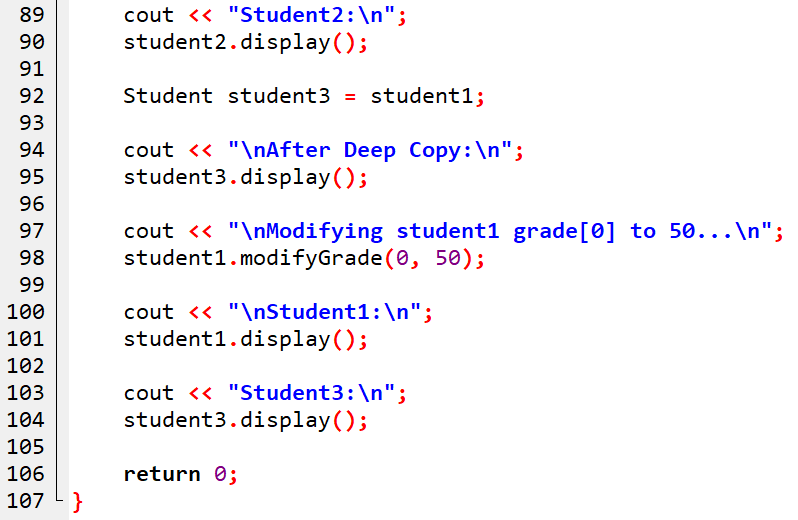 89 cout << "Student2:\n";
90 student2.display();
91
92 Student student3 = student1;
93
94 cout << "\nAfter Deep Copy:\n";
95 student3.display();
96
97 cout << "\nModifying student1 grade[0] to 50...\n";
98 student1.modifyGrade(0, 50);
99
100 cout << "\nStudent1:\n";
101 student1.display();
102
103 cout << "Student3:\n";
104 student3.display();
105
106 return 0;
107 }